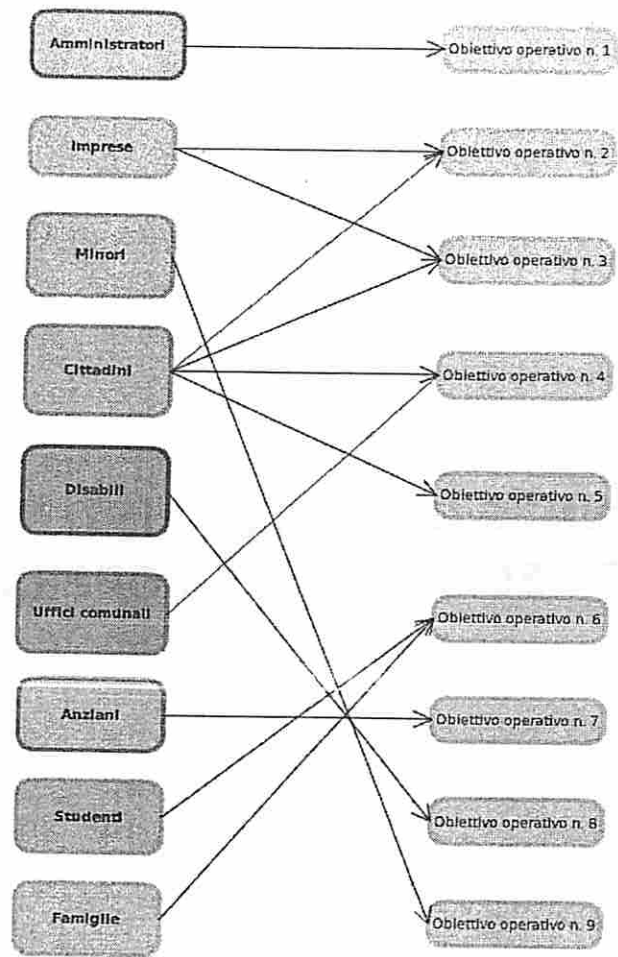 Amministratori
Obiettivo operativo n. 1
Imprese
Obiettivo operativo n. 2
Minori
Obiettivo operativo n. 3
Cittadini
Obiettivo operativo n. 4
Disabili
Obiettivo operativo n. 5
Uffici comunali
Obiettivo operativo n. 6
Anziani
Obiettivo operativo n. 7
Studenti
Obiettivo operativo n. 8
Famiglie
Obiettivo operativo n. 9